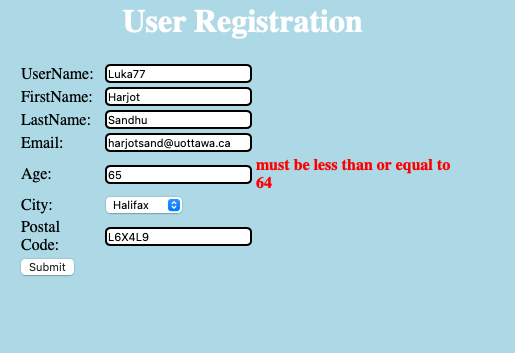 User Registration
UserName: Luka77
FirstName: Harjot
LastName: Sandhu
Email: harjotsand@uottawa.ca
Age: 65 must be less than or equal to
64
City: Halifax
Postal
Code: L6X4L9
Submit